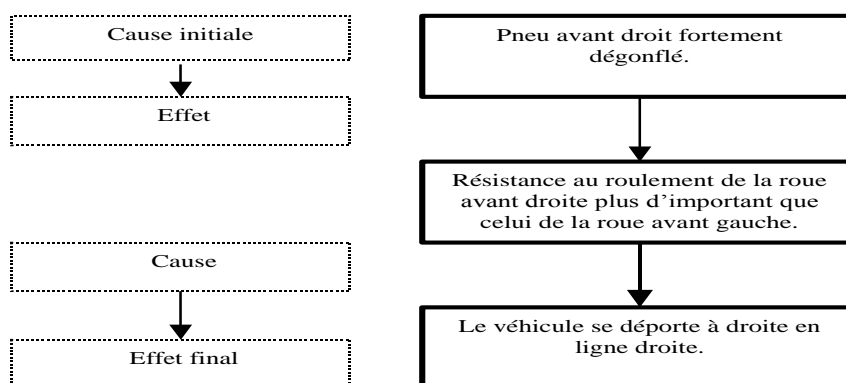 Cause initiale
Effet
Cause
Effet final
Pneu avant droit fortement
dégonflé.
Résistance au roulement de la roue
avant droite plus d’important que
celui de la roue avant gauche.
Le véhicule se déporte à droite en
ligne droite.